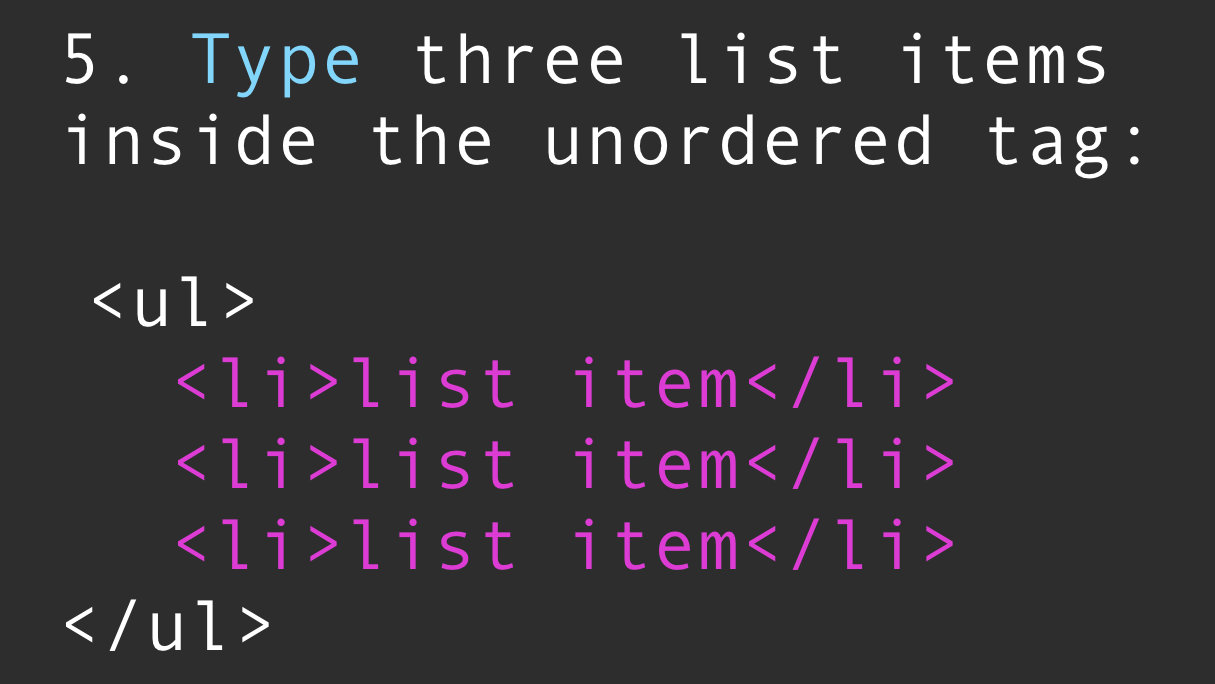 5. Type three list items
inside the unordered tag:
<ul>
<li>list item</li>
<li>list item</li>
<li>list item</li>
</ul>